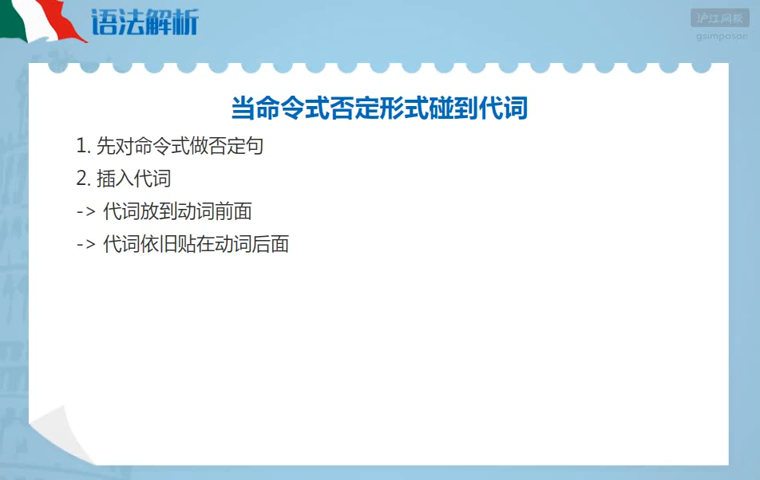 语法解析
沪江网校
gsimpcison
当命令式否定形式碰到代词
1. 先对命令式做否定句
2. 插入代词
-> 代词放到动词前面
-> 代词依旧贴在动词后面